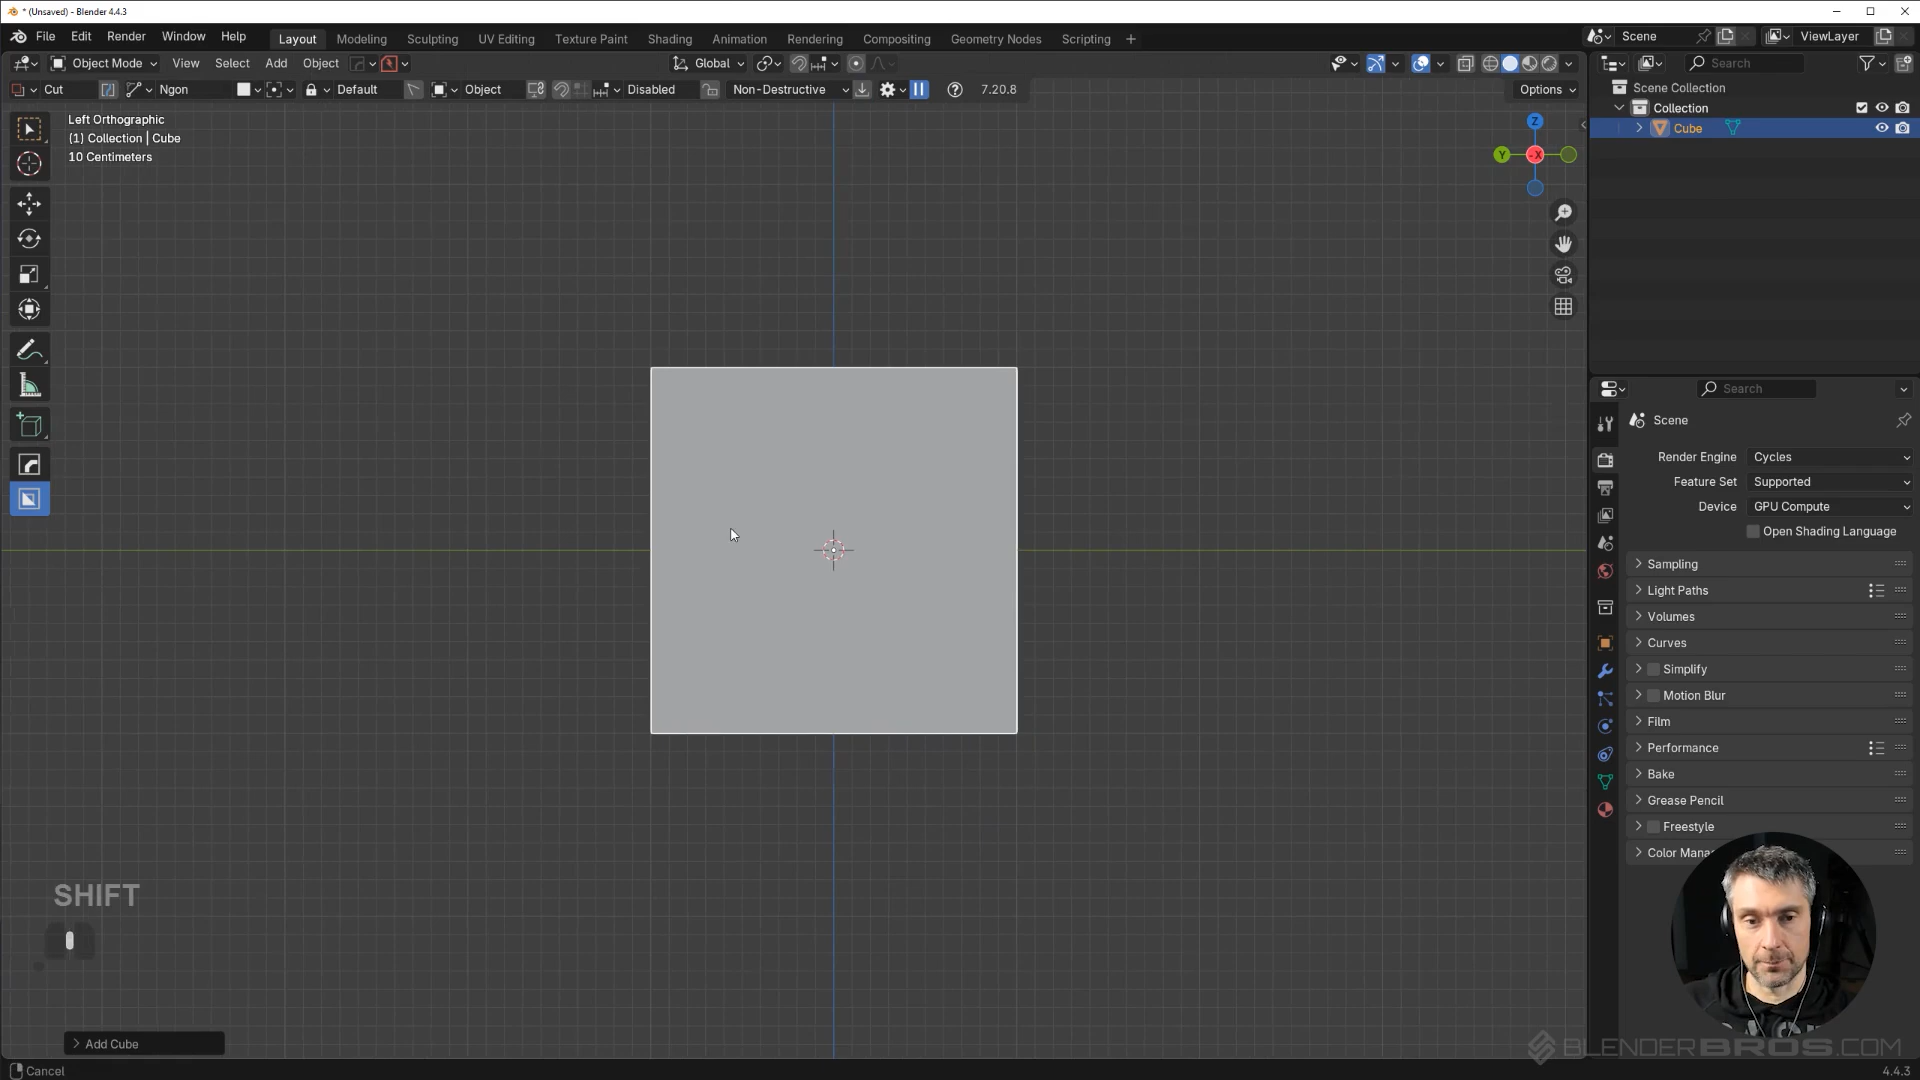 * (Unsaved) - Blender 4.4.3
File Edit Render Window Help Layout Modeling Sculpting UV Editing Texture Paint Shading Animation Rendering Compositing Geometry Nodes Scripting + Scene ViewLayer
Object Mode View Select Add Object Global Search
Cut Ngon Default Object Disabled Non-Destructive 7.20.8 Options
Scene Collection
Collection
Cube
Left Orthographic
(1) Collection | Cube
10 Centimeters
Z
Y
-X
Search
Scene
Render Engine Cycles
Feature Set Supported
Device GPU Compute
Open Shading Language
Sampling
Light Paths
Volumes
Curves
Simplify
Motion Blur
Film
Performance
Bake
Grease Pencil
Freestyle
Color Mana
SHIFT
Add Cube
BLENDERBROS.COM
Cancel
4.4.3